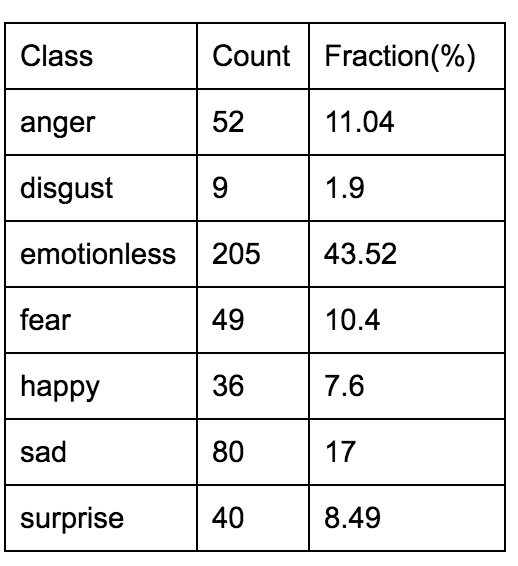 Class Count Fraction(%)
anger 52 11.04
disgust 9 1.9
emotionless 205 43.52
fear 49 10.4
happy 36 7.6
sad 80 17
surprise 40 8.49